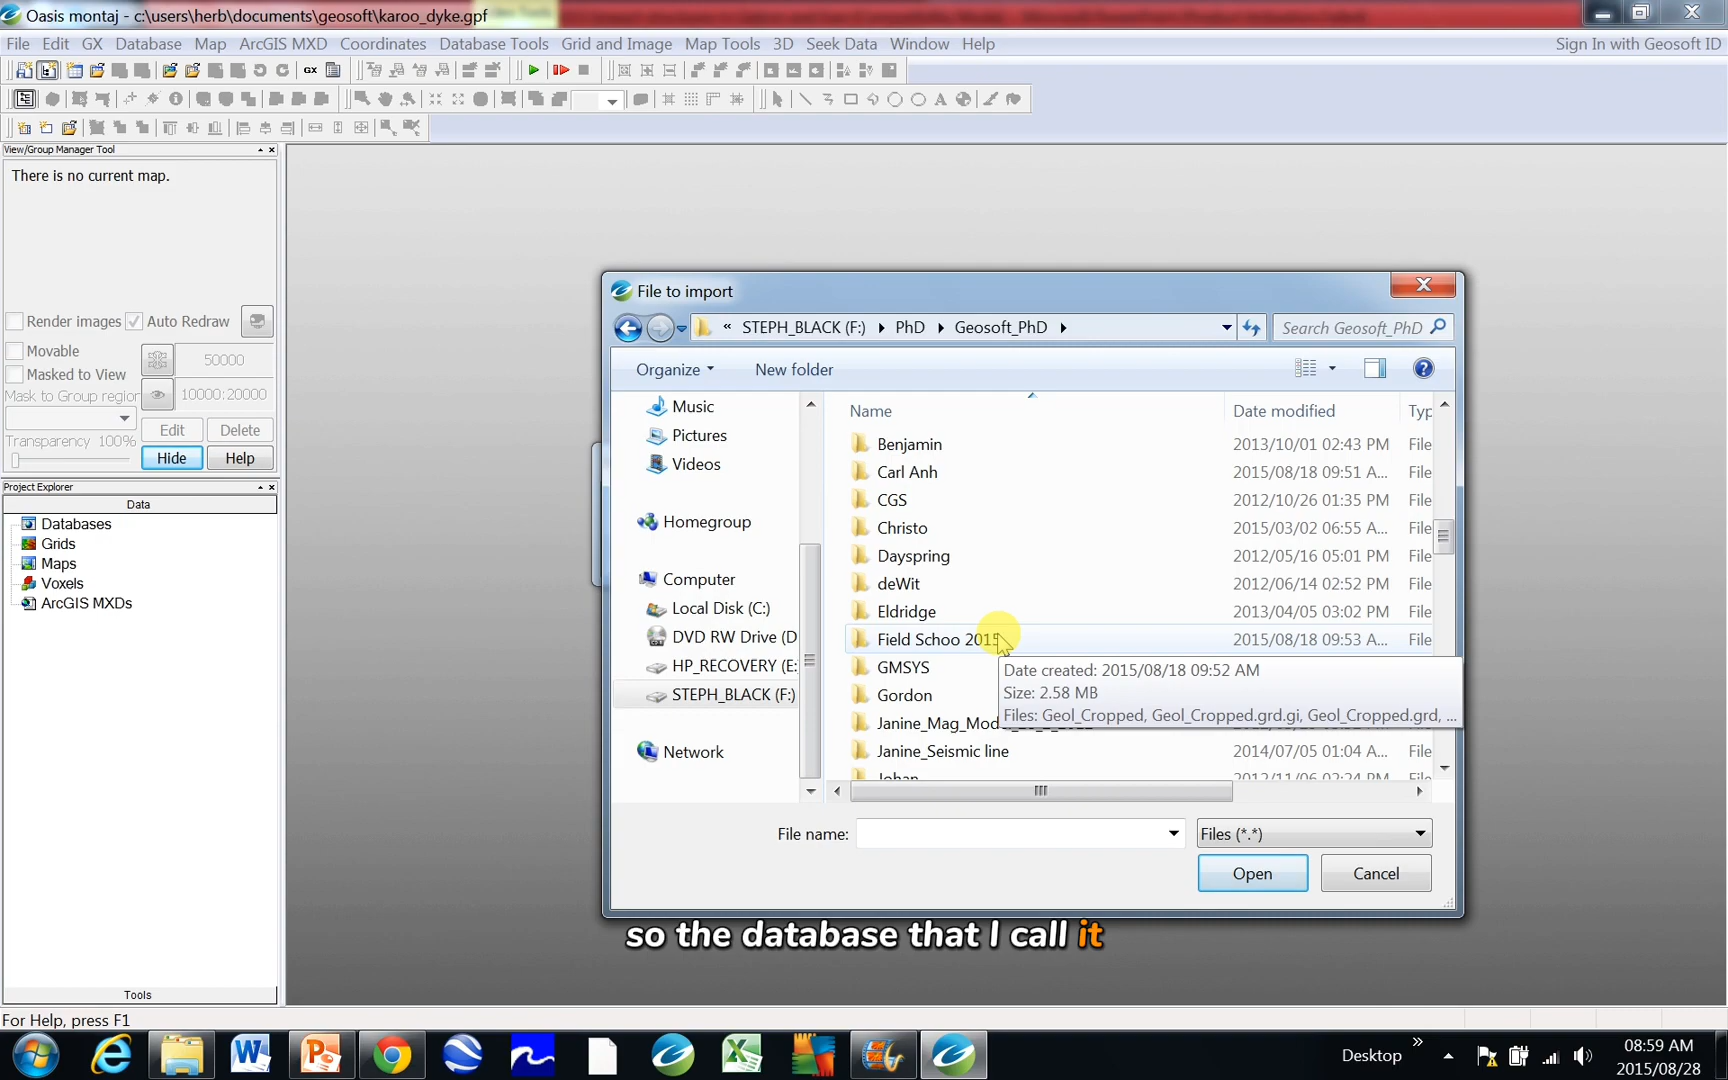 Oasis montaj - c:\users\herb\documents\geosoft\karoo_dyke.gpf
File Edit GX Database Map ArcGIS MXD Coordinates Database Tools Grid and Image Map Tools 3D Seek Data Window Help Sign In with Geosoft ID
GX
View/Group Manager Tool
There is no current map.
Render images Auto Redraw
Movable 50000
Masked to View
Mask to Group region 10000:20000
Transparency 100% Edit Delete
Hide Help
Project Explorer
Data
Databases
Grids
Maps
Voxels
ArcGIS MXDs
Tools
For Help, press F1
File to import
« STEPH_BLACK (F:) PhD Geosoft_PhD Search Geosoft_PhD
Organize New folder
Music
Pictures
Videos
Homegroup
Computer
Local Disk (C:)
DVD RW Drive (D
HP_RECOVERY (E:
STEPH_BLACK (F:)
Network
Name Date modified Typ
Benjamin 2013/10/01 02:43 PM File
Carl Anh 2015/08/18 09:51 A... File
CGS 2012/10/26 01:35 PM File
Christo 2015/03/02 06:55 A... File
Dayspring 2012/05/16 05:01 PM File
deWit 2012/06/14 02:52 PM File
Eldridge 2013/04/05 03:02 PM File
Field Schoo 2015 2015/08/18 09:53 A... File
GMSYS
Gordon
Janine_Mag_Mod
Janine_Seismic line 2014/07/05 01:04 A... File
Johan 2012/11/06 02:24 PM File
Date created: 2015/08/18 09:52 AM
Size: 2.58 MB
Files: Geol_Cropped, Geol_Cropped.grd.gi, Geol_Cropped.grd, ...
File name: Files (*.*)
Open Cancel
so the database that I call it
Desktop » 08:59 AM
2015/08/28